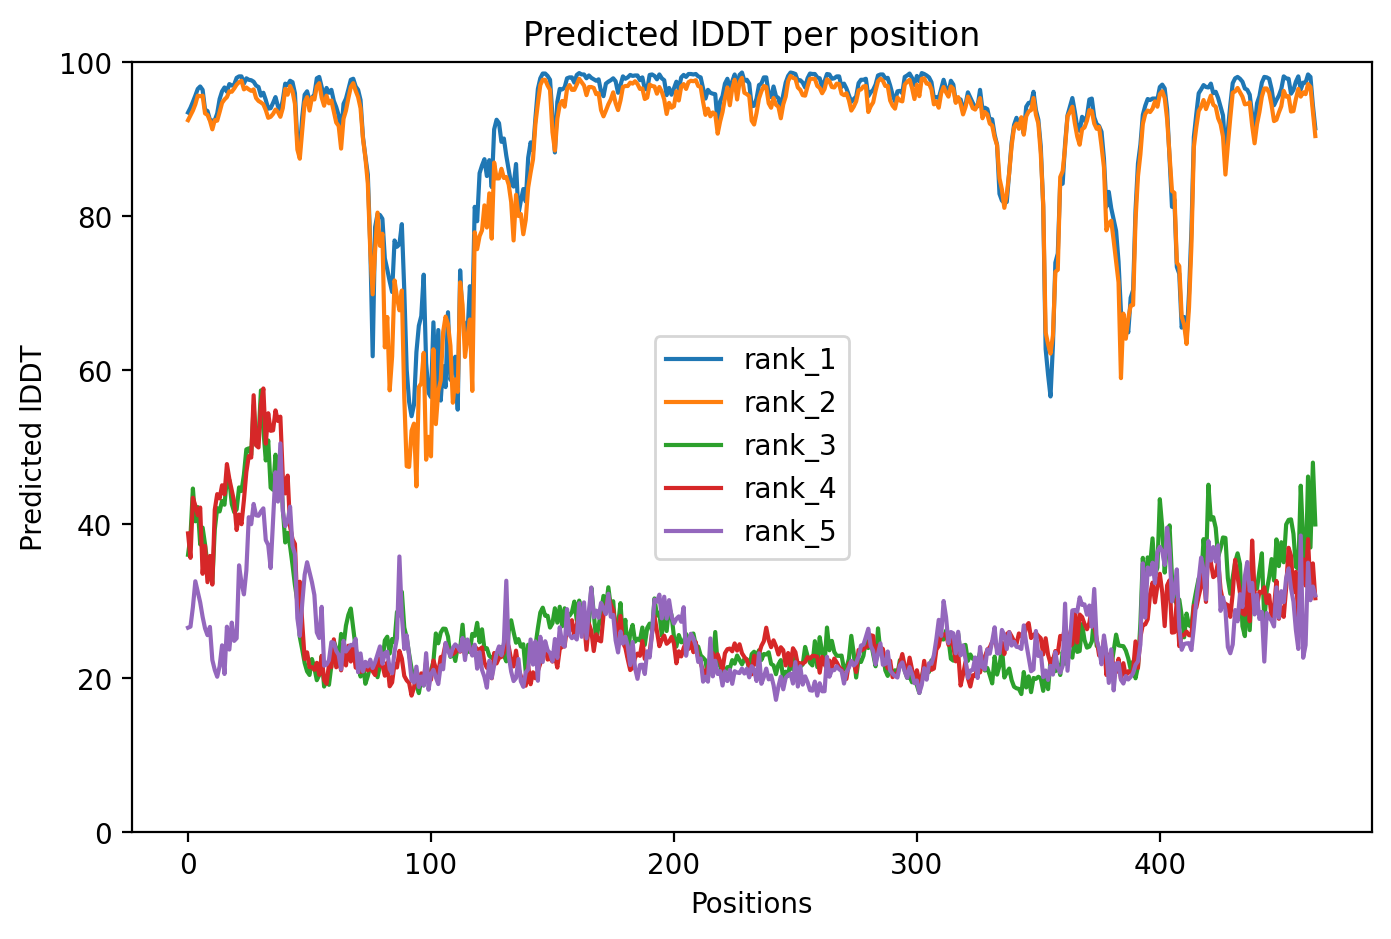 Predicted lDDT per position
Predicted lDDT
100
80
60
40
20
0
rank_1
rank_2
rank_3
rank_4
rank_5
0 100 200 300 400
Positions